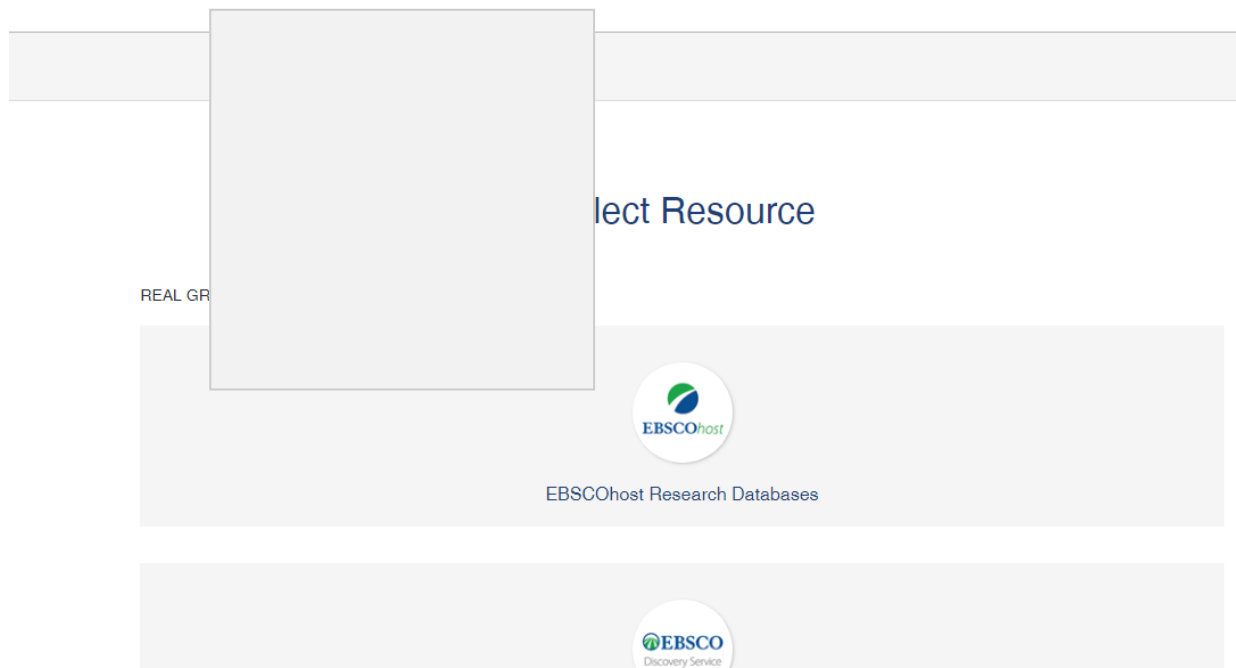 lect Resource
REAL GR
EBSCOhost
EBSCOhost Research Databases
EBSCO
Discovery Service